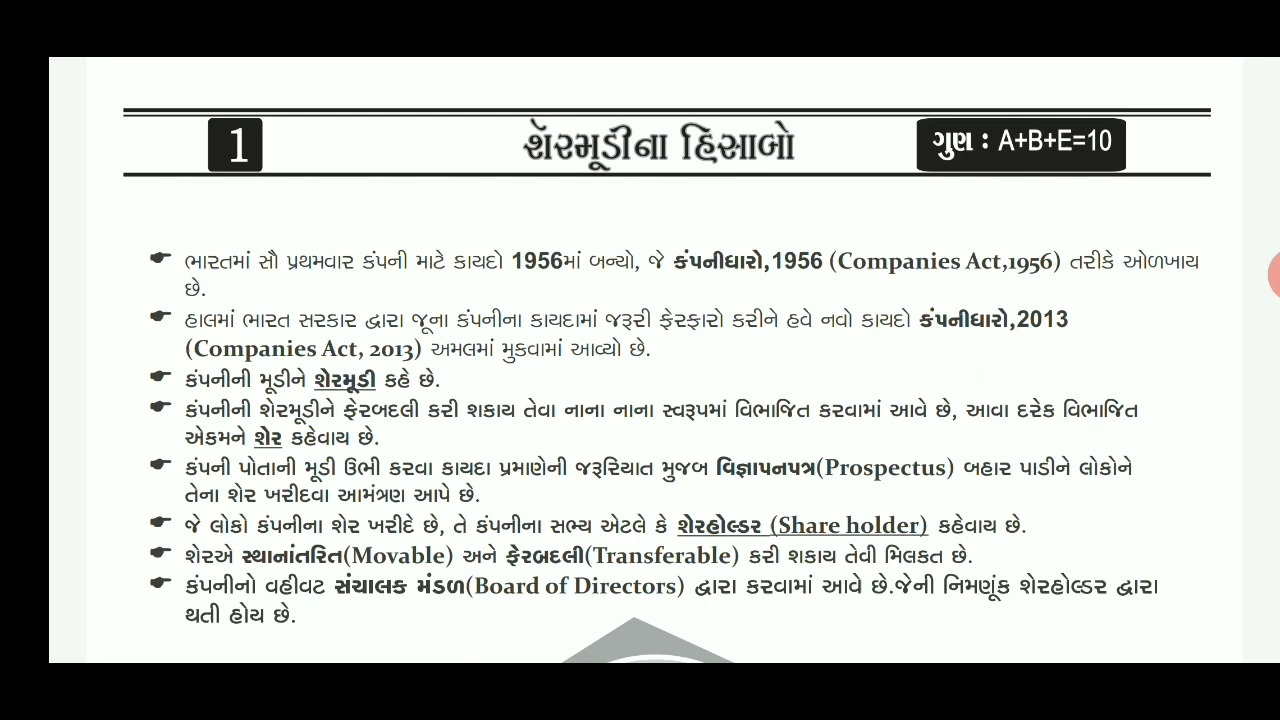 1
શેરમૂડીના હિસાબો
ગુણ : A+B+E=10
☛ ભારતમાં સૌ પ્રથમવાર કંપની માટે કાયદો 1956માં બન્યો, જે કંપનીધારો,1956 (Companies Act,1956) તરીકે ઓળખાય
છે.
☛ હાલમાં ભારત સરકાર દ્વારા જૂના કંપનીના કાયદામાં જરૂરી ફેરફારો કરીને હવે નવો કાયદો કંપનીધારો,2013
(Companies Act, 2013) અમલમાં મુકવામાં આવ્યો છે.
☛ કંપનીની મૂડીને શેરમૂડી કહે છે.
☛ કંપનીની શેરમૂડીને ફેરબદલી કરી શકાય તેવા નાના નાના સ્વરૂપમાં વિભાજિત કરવામાં આવે છે, આવા દરેક વિભાજિત
એકમને શેર કહેવાય છે.
☛ કંપની પોતાની મૂડી ઉભી કરવા કાયદા પ્રમાણેની જરૂરિયાત મુજબ વિજ્ઞાપનપત્ર(Prospectus) બહાર પાડીને લોકોને
તેના શેર ખરીદવા આમંત્રણ આપે છે.
☛ જે લોકો કંપનીના શેર ખરીદે છે, તે કંપનીના સભ્ય એટલે કે શેરહોલ્ડર (Share holder) કહેવાય છે.
☛ શેરએ સ્થાનાંતરિત(Movable) અને ફેરબદલી(Transferable) કરી શકાય તેવી મિલકત છે.
☛ કંપનીનો વહીવટ સંચાલક મંડળ(Board of Directors) દ્વારા કરવામાં આવે છે.જેની નિમણૂંક શેરહોલ્ડર દ્વારા
થતી હોય છે.